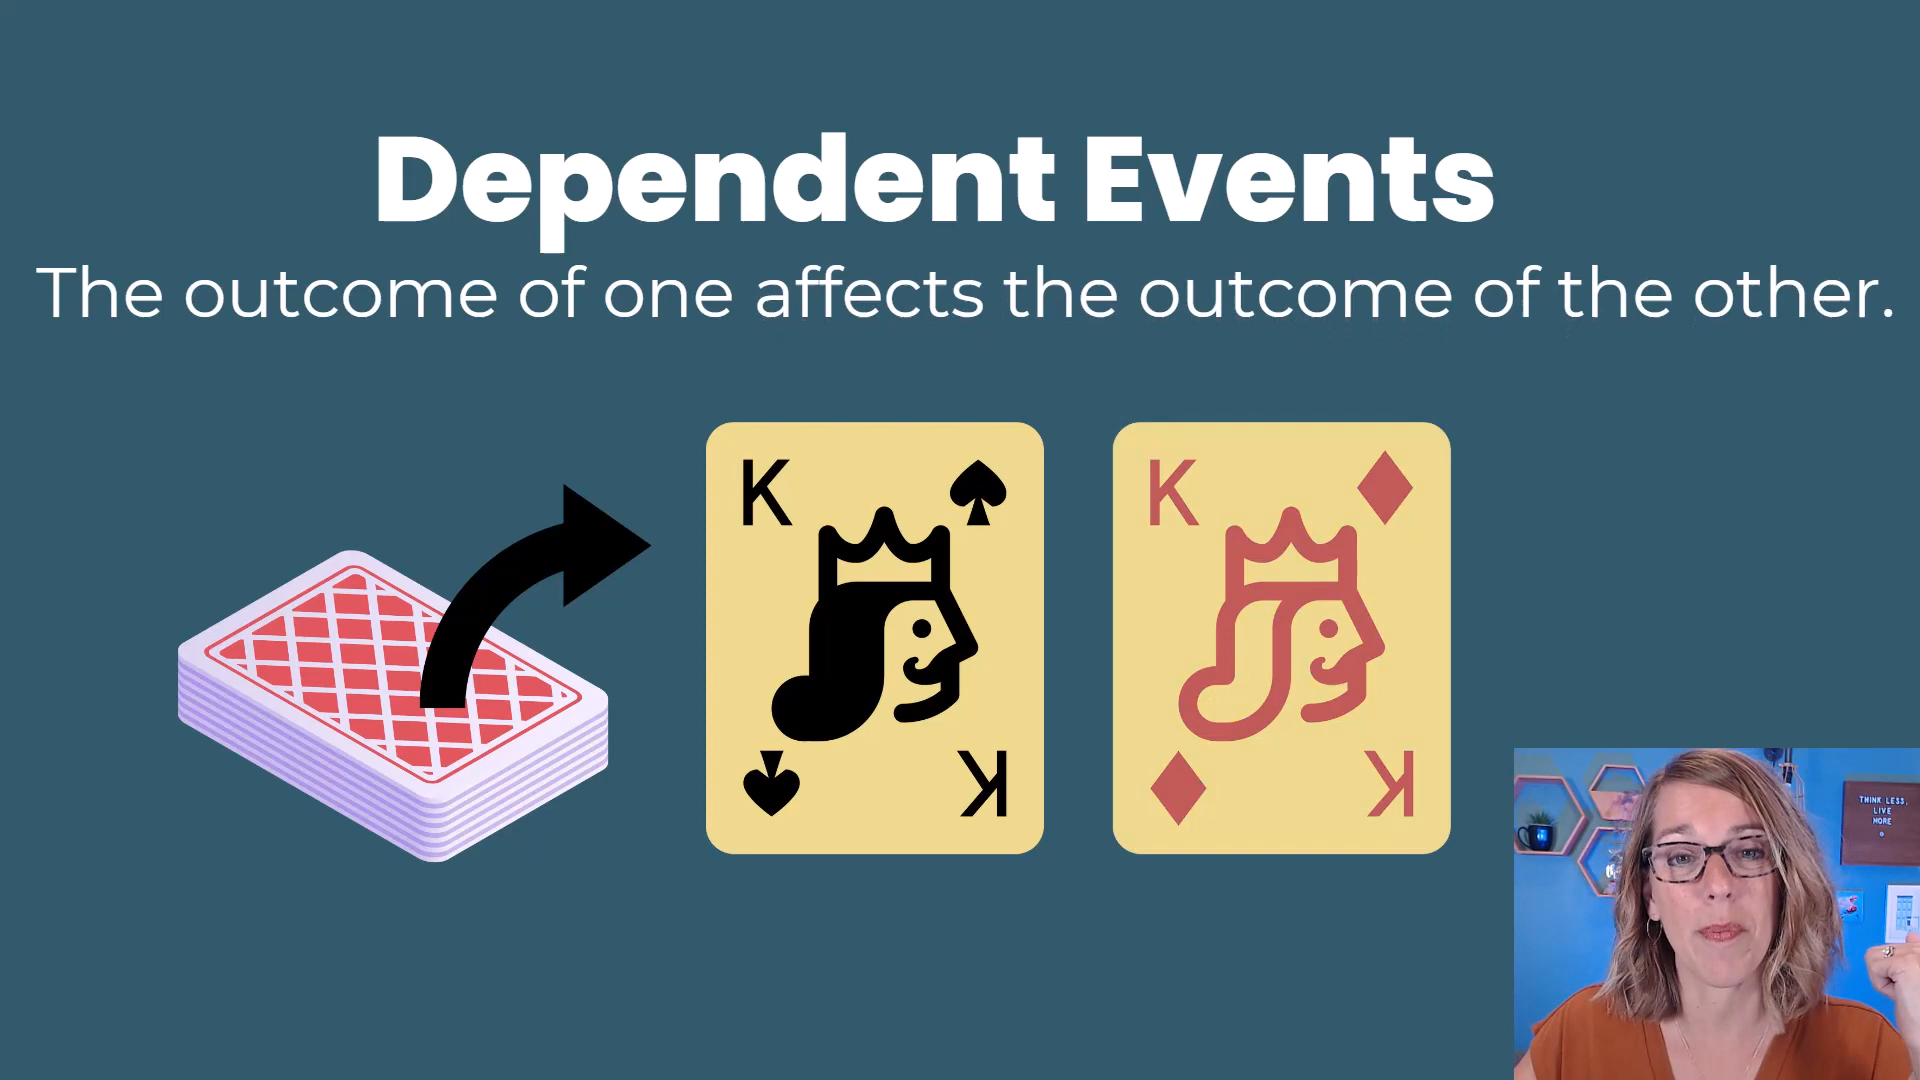 Dependent Events
The outcome of one affects the outcome of the other.
K
K
K
K
THINK LESS,
LIVE
MORE